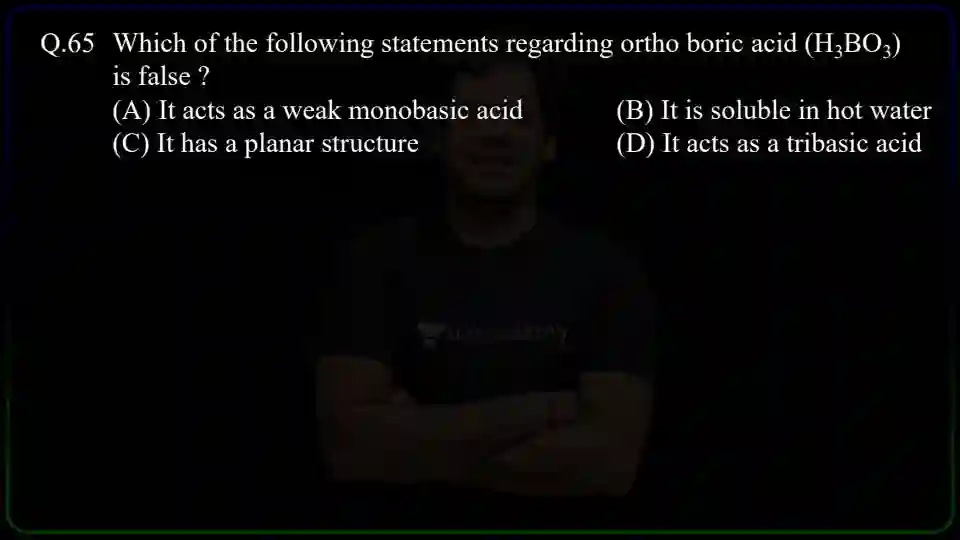 Q.65 Which of the following statements regarding ortho boric acid (H₃BO₃)
is false ?
(A) It acts as a weak monobasic acid (B) It is soluble in hot water
(C) It has a planar structure (D) It acts as a tribasic acid